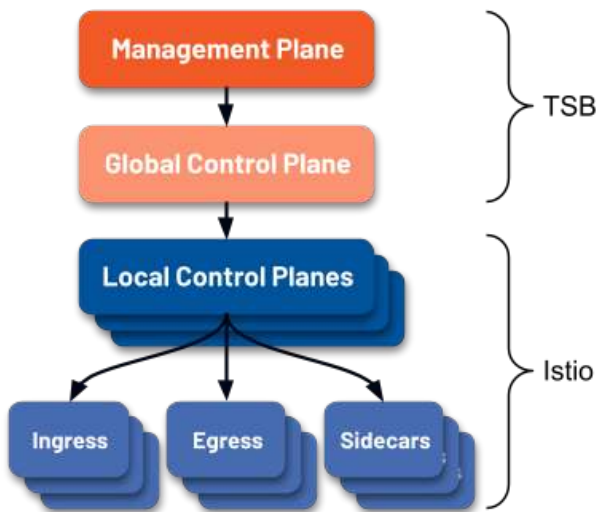 Management Plane
TSB
Global Control Plane
Local Control Planes
Istio
Ingress
Egress
Sidecars